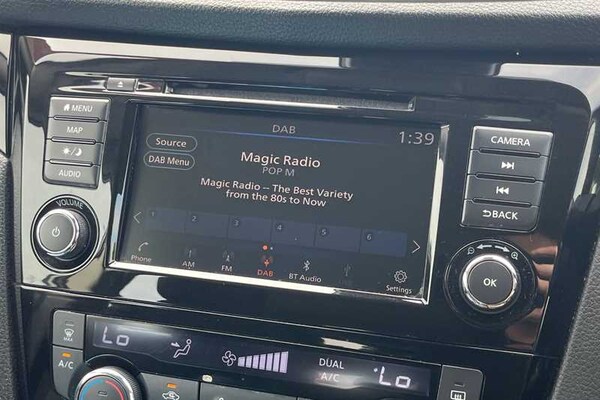 MENU
MAP
AUDIO
VOLUME
DAB
1:39
Source
DAB Menu
Magic Radio
POP M
Magic Radio -- The Best Variety
from the 80s to Now
1 2 3 4 5 6
Phone
AM
FM
DAB
BT Audio
Settings
CAMERA
BACK
OK
MAX
A/C
Lo
DUAL
A/C
Lo